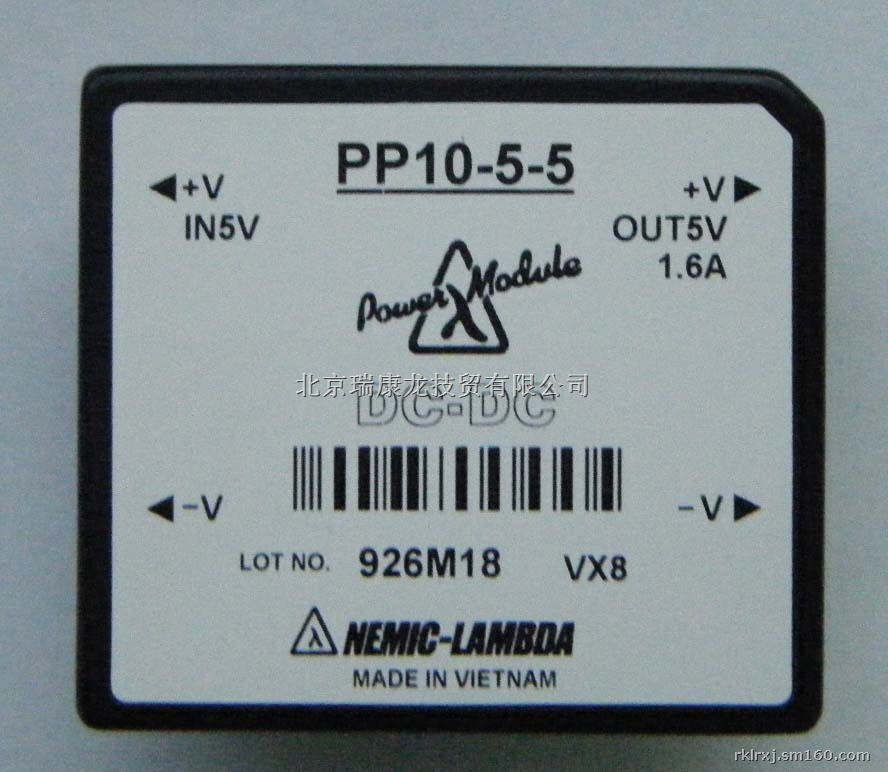 PP10-5-5
+V
+V
IN5V
OUT5V
1.6A
Power Module
λ
北京瑞康龙技贸有限公司
DC-DC
-V
-V
LOT NO. 926M18 VX8
λ NEMIC-LAMBDA
MADE IN VIETNAM
rklrxj.sm160.com